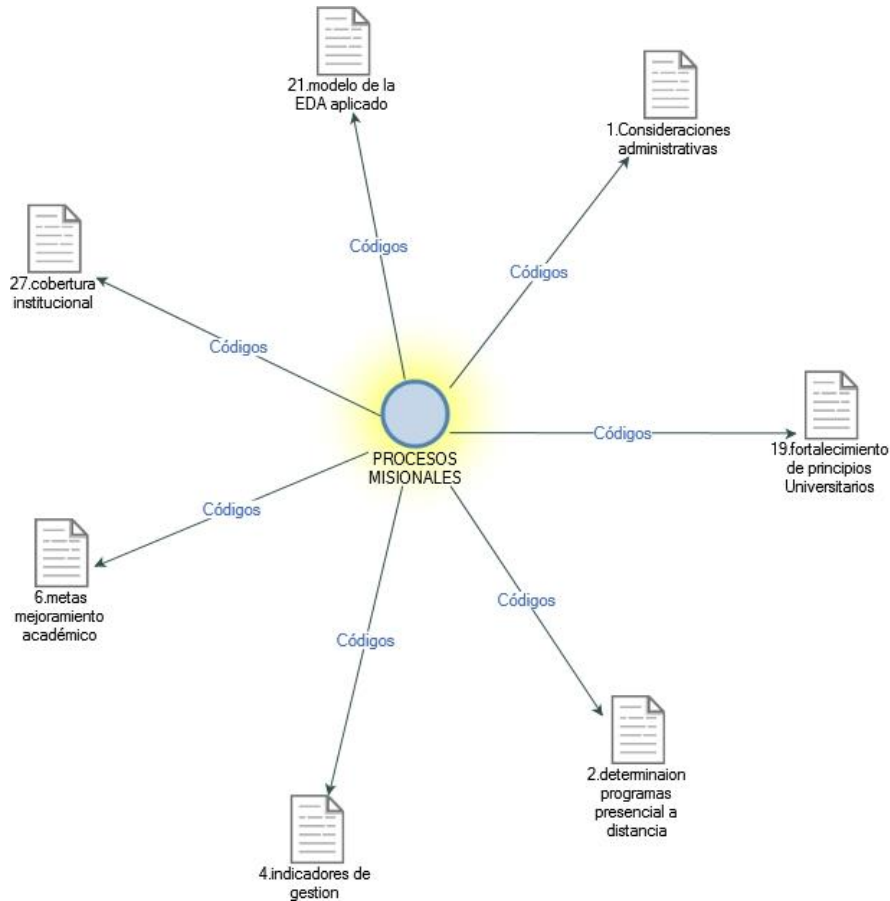 21.modelo de la
EDA aplicado
1.Consideraciones
administrativas
27.cobertura
institucional
Códigos
Códigos
Códigos
19.fortalecimiento
de principios
Universitarios
Códigos
PROCESOS
MISIONALES
Códigos
6.metas
mejoramiento
académico
Códigos
Códigos
2.determinaion
programas
presencial a
distancia
4.indicadores de
gestion